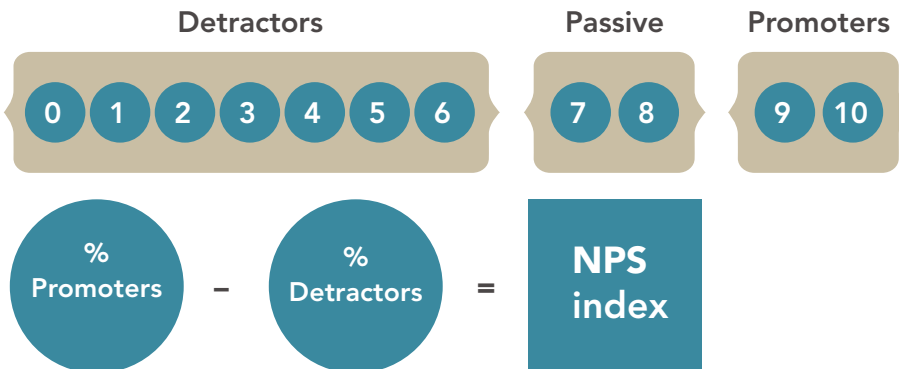 Detractors Passive Promoters
0 1 2 3 4 5 6 7 8 9 10
%
Promoters
–
%
Detractors
=
NPS
index